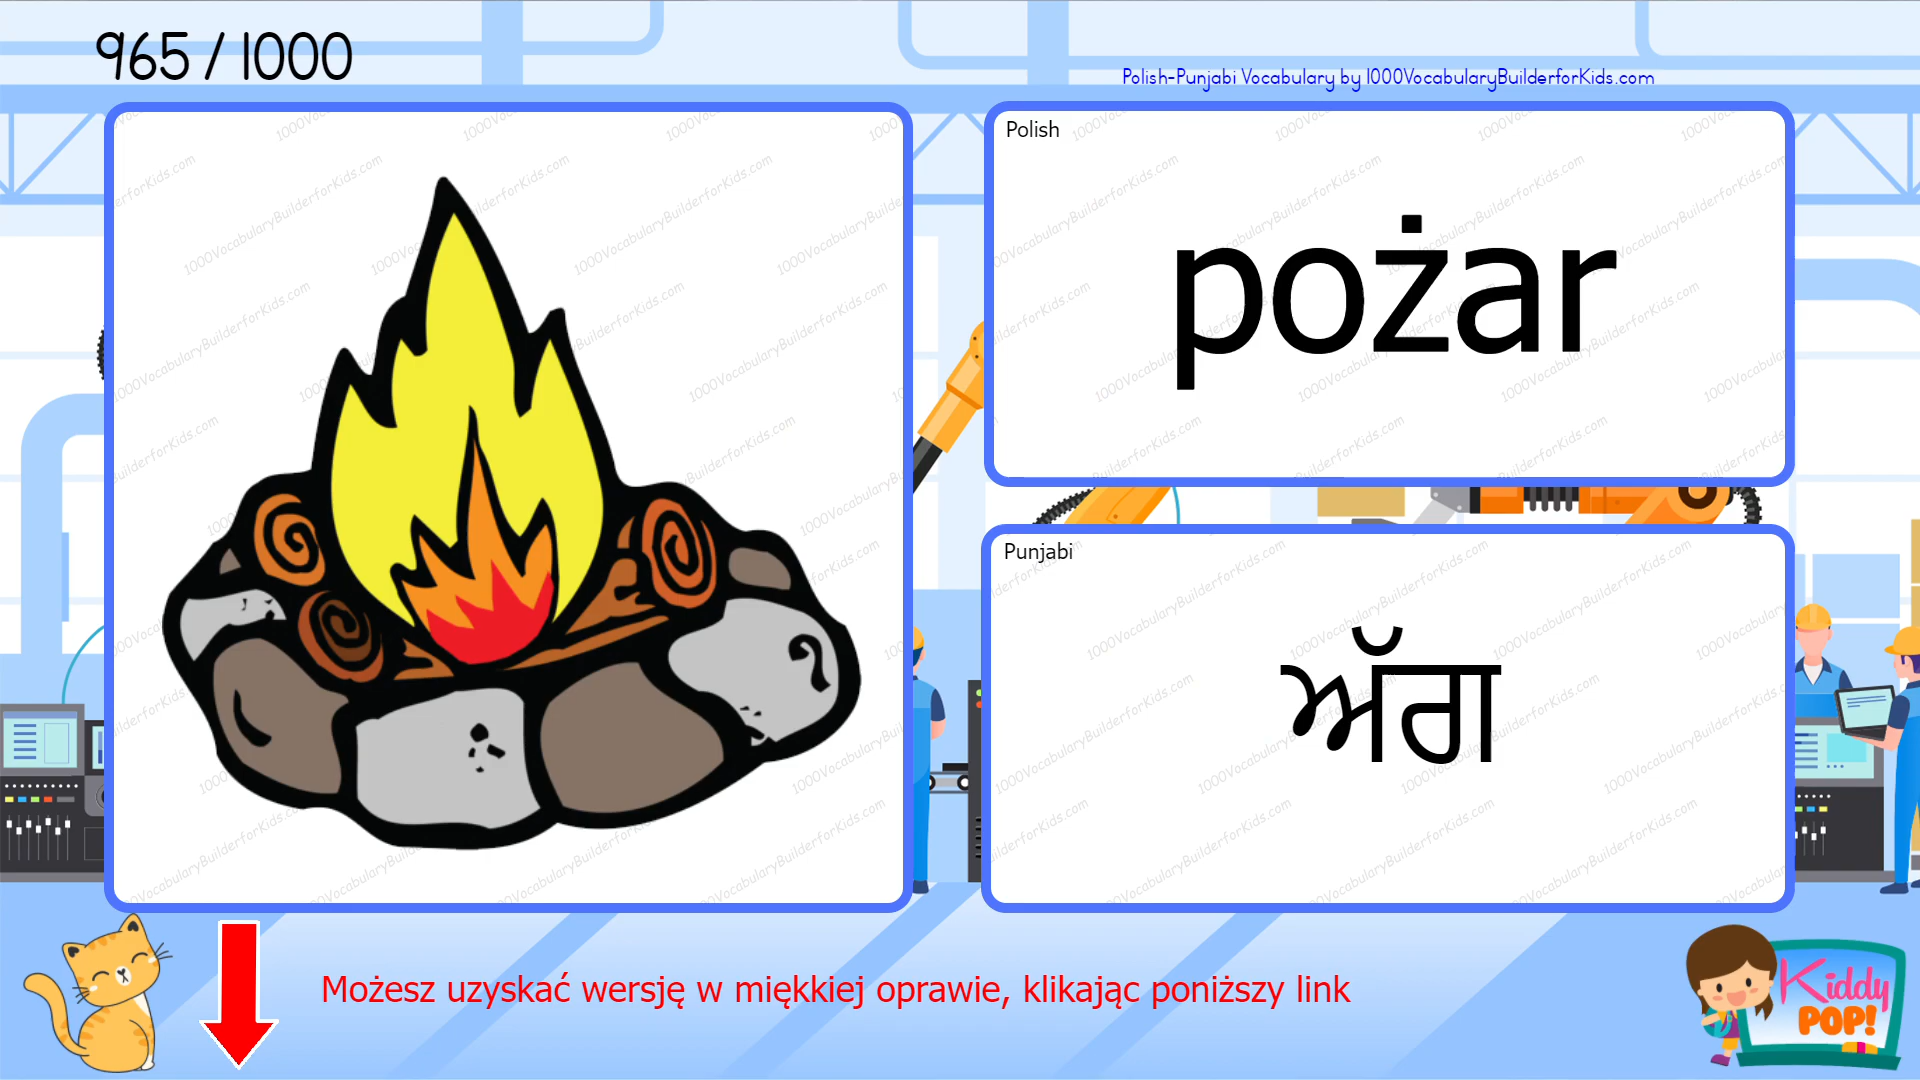 965 / 1000
Polish-Punjabi Vocabulary by 1000VocabularyBuilderforKids.com
Polish
pożar
Punjabi
ਅੱਗ
Możesz uzyskać wersję w miękkiej oprawie, klikając poniższy link
Kiddy
POP!